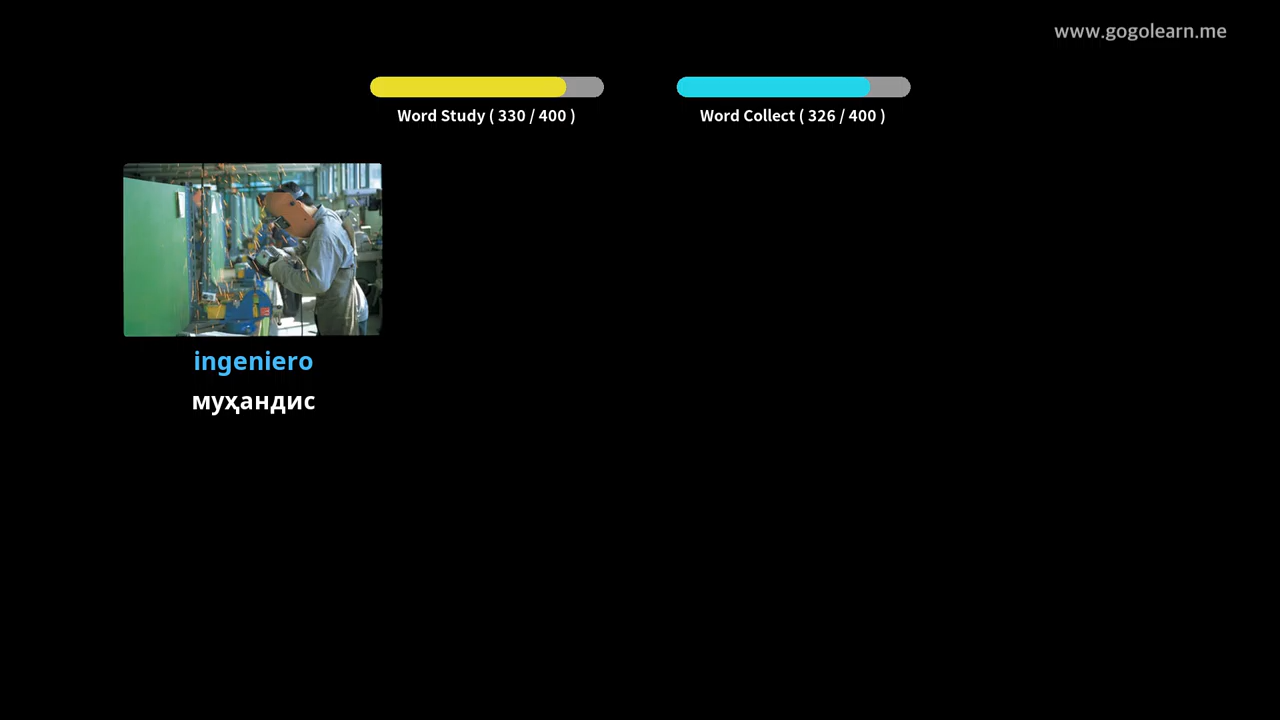 www.gogolearn.me
Word Study ( 330 / 400 )
Word Collect ( 326 / 400 )
ingeniero
муҳандис